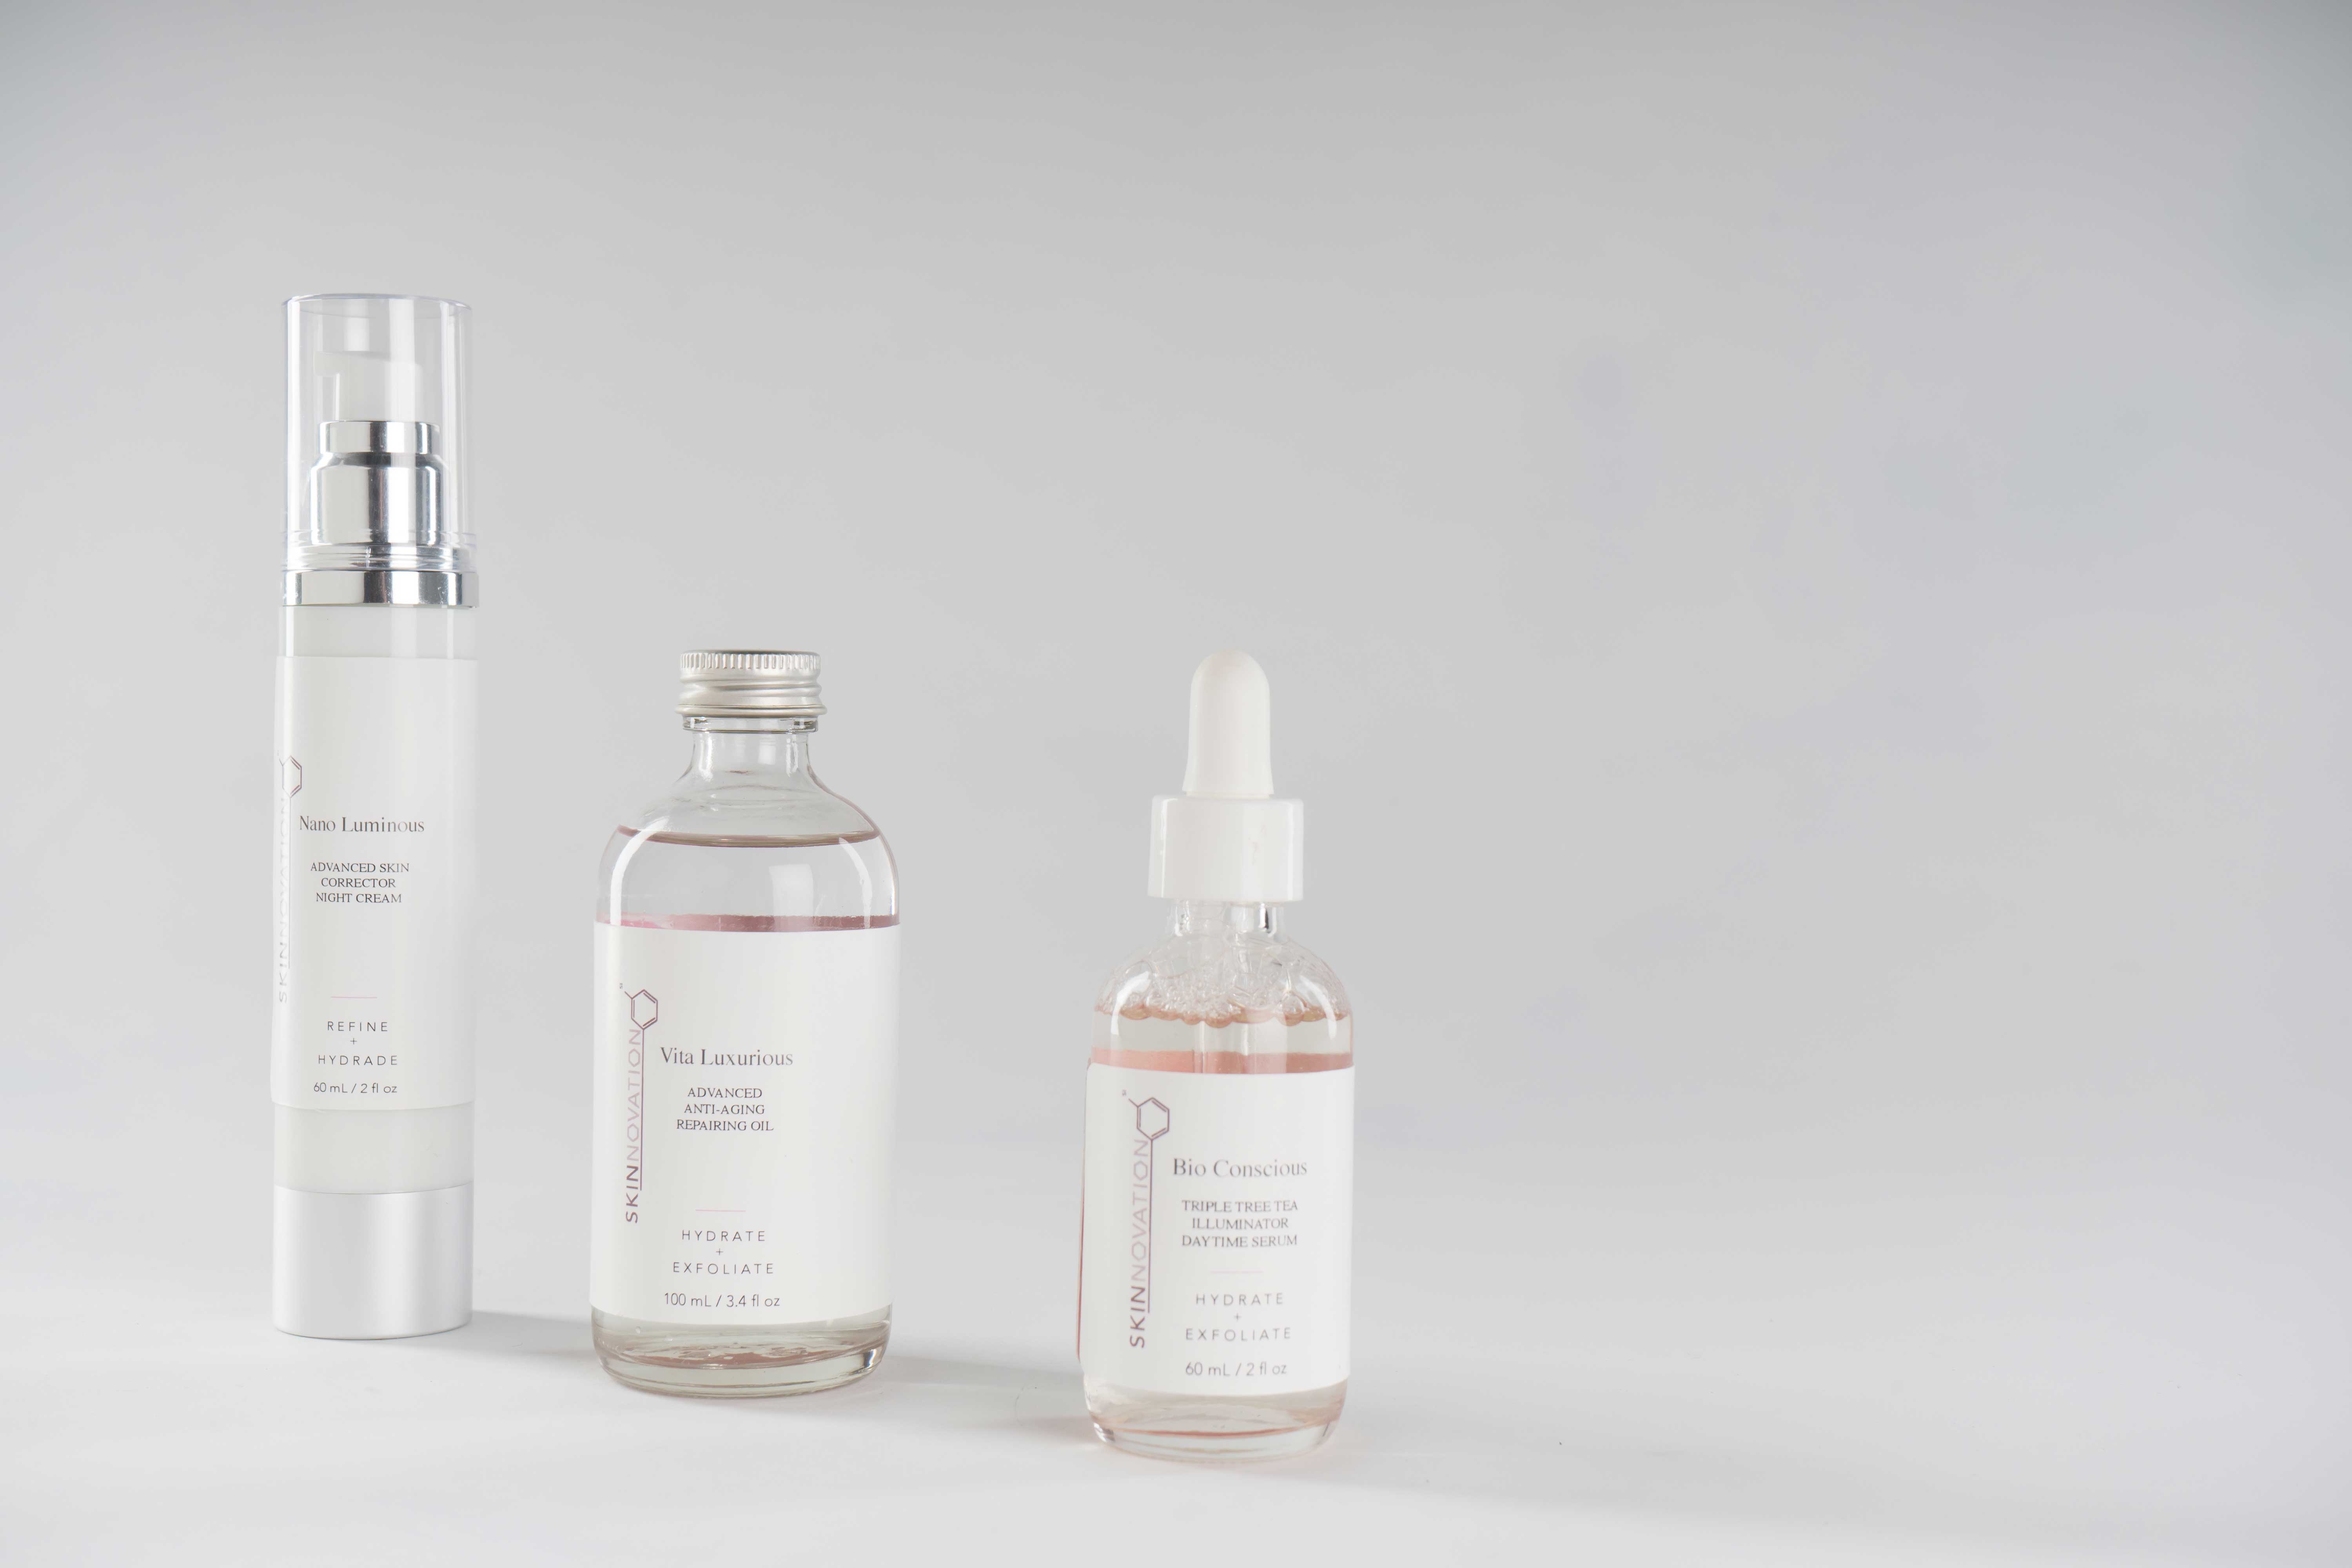 SKINNOVATION
Nano Luminous
ADVANCED SKIN
CORRECTOR
NIGHT CREAM
REFINE
+
HYDRADE
60 mL / 2 fl oz
SKINNOVATION
Vita Luxurious
ADVANCED
ANTI-AGING
REPAIRING OIL
HYDRATE
+
EXFOLIATE
100 mL / 3.4 fl oz
SKINNOVATION
Bio Conscious
TRIPLE TREE TEA
ILLUMINATOR
DAYTIME SERUM
HYDRATE
+
EXFOLIATE
60 mL / 2 fl oz